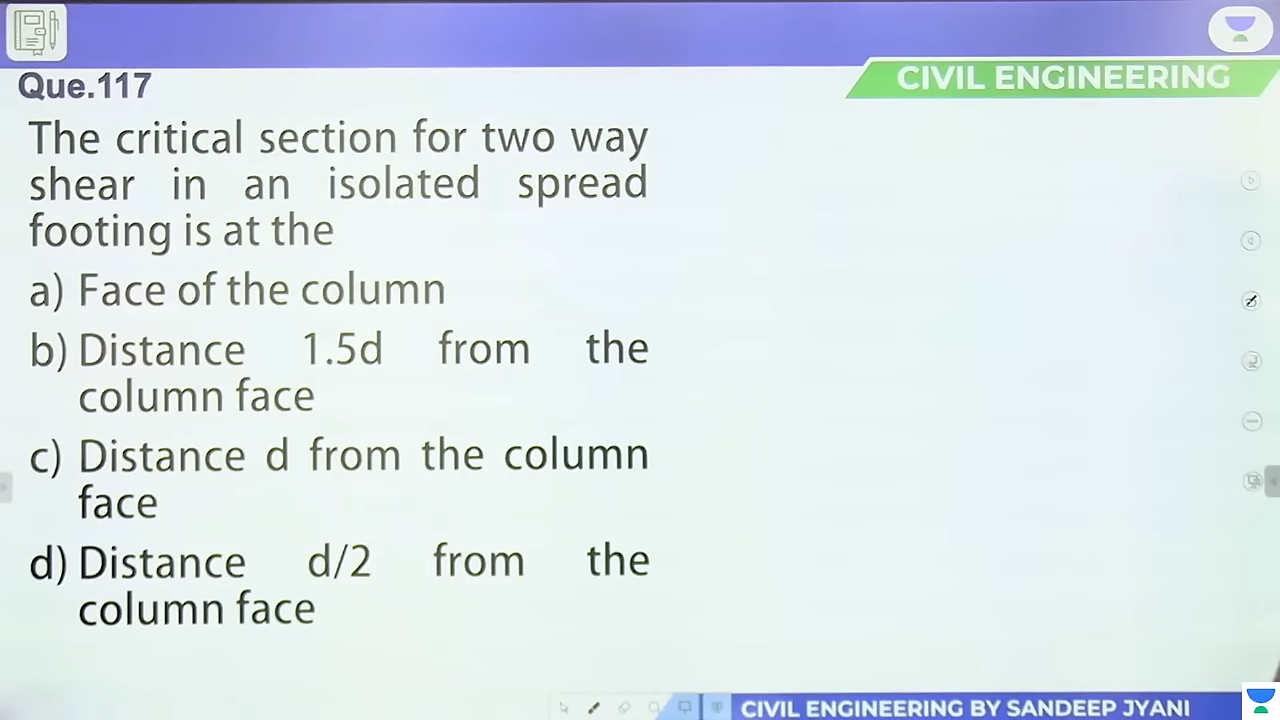 Que.117
CIVIL ENGINEERING
The critical section for two way
shear in an isolated spread
footing is at the
a) Face of the column
b) Distance 1.5d from the
column face
c) Distance d from the column
face
d) Distance d/2 from the
column face
CIVIL ENGINEERING BY SANDEEP JYANI